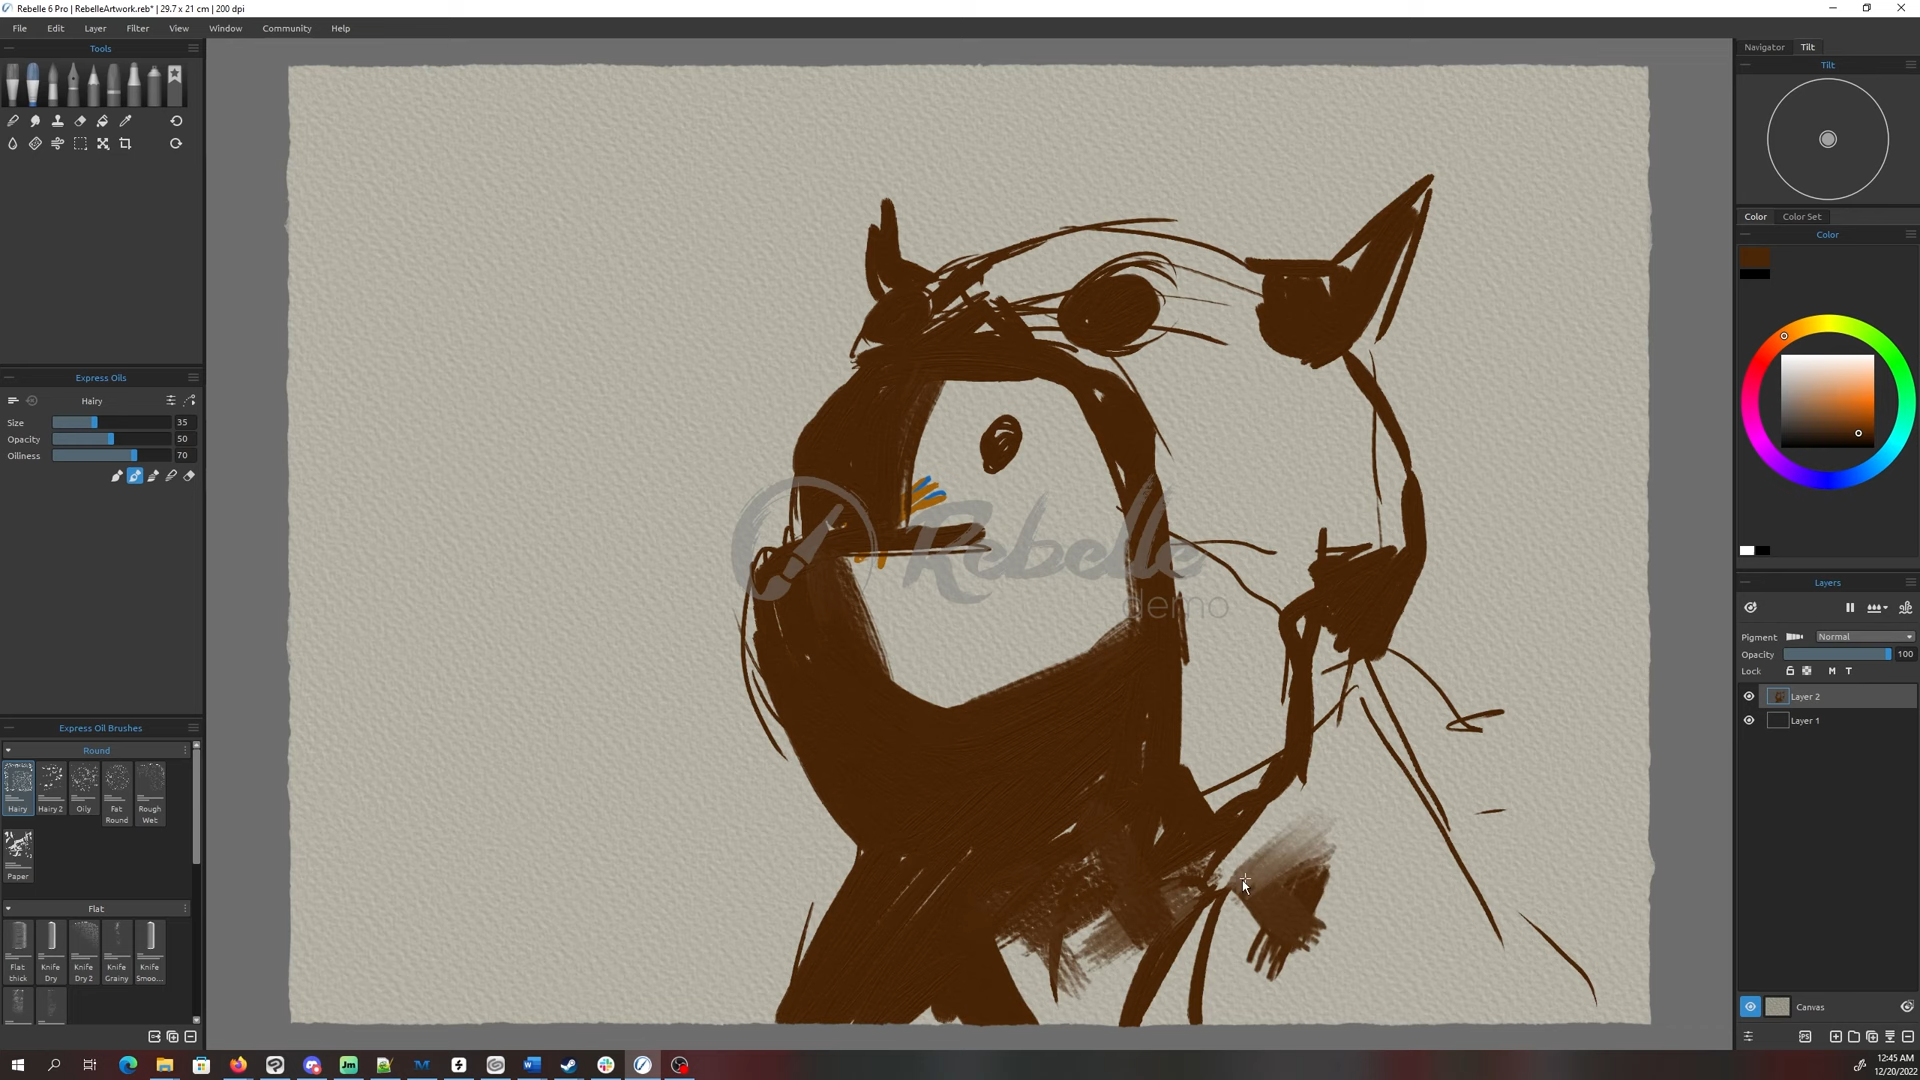 Rebelle 6 Pro | RebelleArtwork.reb* | 29.7 x 21 cm | 200 dpi
File Edit Layer Filter View Window Community Help
Tools
Express Oils
Hairy
Size 35
Opacity 50
Oiliness 70
Express Oil Brushes
Round
Hairy Hairy 2 Oily Fat Round Rough Wet
Paper
Flat
Flat thick Knife Dry Knife Dry 2 Knife Grainy Knife Smoo...
Rebelle
demo
Navigator Tilt
Tilt
Color Color Set
Color
Layers
Pigment: Normal
Opacity 100
Lock M T
Layer 2
Layer 1
Canvas
PS
Jm
M
W
12:45 AM
12/20/2022